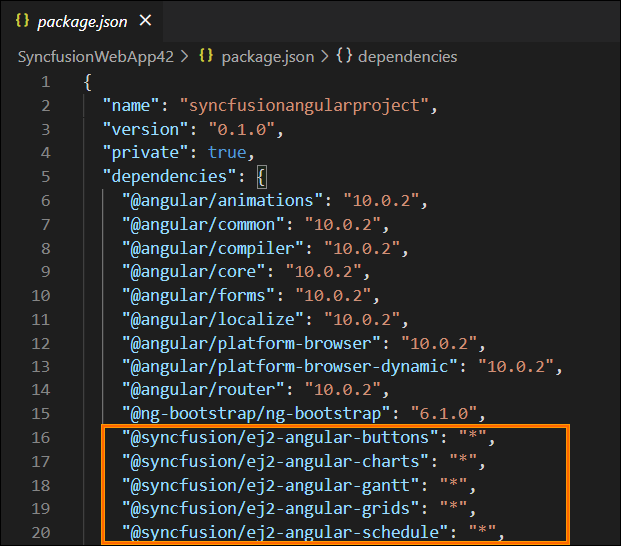 {} package.json ×
SyncfusionWebApp42 > {} package.json > {} dependencies
1 {
2 "name": "syncfusionangularproject",
3 "version": "0.1.0",
4 "private": true,
5 "dependencies": {
6 "@angular/animations": "10.0.2",
7 "@angular/common": "10.0.2",
8 "@angular/compiler": "10.0.2",
9 "@angular/core": "10.0.2",
10 "@angular/forms": "10.0.2",
11 "@angular/localize": "10.0.2",
12 "@angular/platform-browser": "10.0.2",
13 "@angular/platform-browser-dynamic": "10.0.2",
14 "@angular/router": "10.0.2",
15 "@ng-bootstrap/ng-bootstrap": "6.1.0",
16 "@syncfusion/ej2-angular-buttons": "*",
17 "@syncfusion/ej2-angular-charts": "*",
18 "@syncfusion/ej2-angular-gantt": "*",
19 "@syncfusion/ej2-angular-grids": "*",
20 "@syncfusion/ej2-angular-schedule": "*",